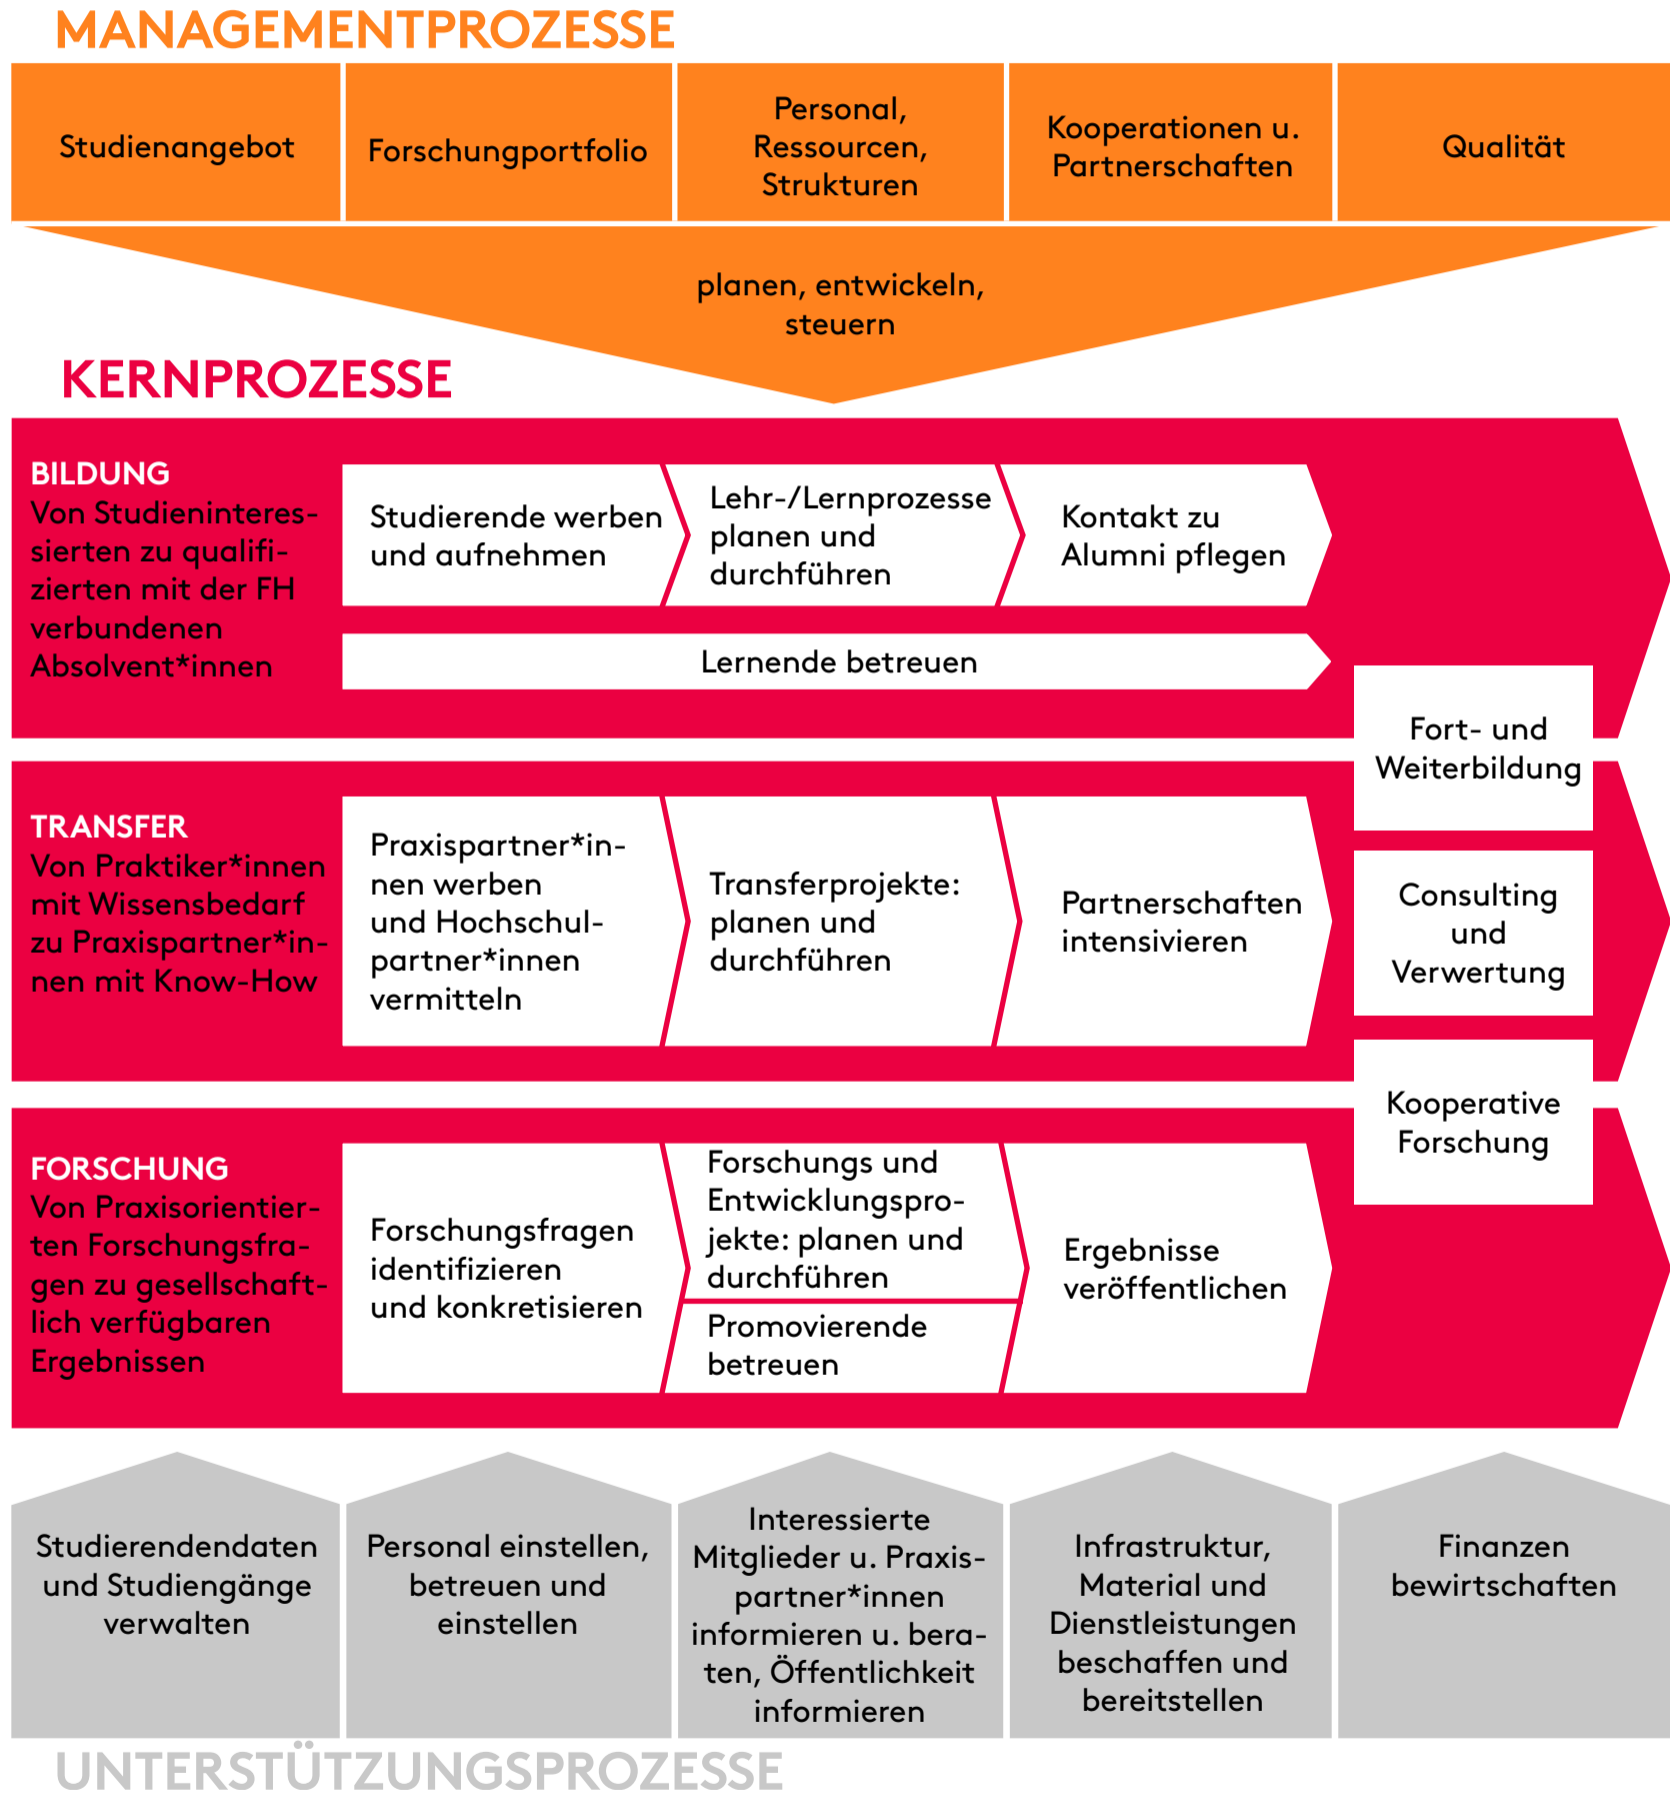 MANAGEMENTPROZESSE
Studienangebot
Forschungportfolio
Personal,
Ressourcen,
Strukturen
Kooperationen u.
Partnerschaften
Qualität
planen, entwickeln,
steuern
KERNPROZESSE
BILDUNG
Von Studieninteres-
sierten zu qualifi-
zierten mit der FH
verbundenen
Absolvent*innen
Studierende werben
und aufnehmen
Lehr-/Lernprozesse
planen und
durchführen
Kontakt zu
Alumni pflegen
Lernende betreuen
Fort- und
Weiterbildung
TRANSFER
Von Praktiker*innen
mit Wissensbedarf
zu Praxispartner*in-
nen mit Know-How
Praxispartner*in-
nen werben
und Hochschul-
partner*innen
vermitteln
Transferprojekte:
planen und
durchführen
Partnerschaften
intensivieren
Consulting
und
Verwertung
Kooperative
Forschung
FORSCHUNG
Von Praxisorientier-
ten Forschungsfra-
gen zu gesellschaft-
lich verfügbaren
Ergebnissen
Forschungsfragen
identifizieren
und konkretisieren
Forschungs und
Entwicklungspro-
jekte: planen und
durchführen
Promovierende
betreuen
Ergebnisse
veröffentlichen
Studierendendaten
und Studiengänge
verwalten
Personal einstellen,
betreuen und
einstellen
Interessierte
Mitglieder u. Praxis-
partner*innen
informieren u. bera-
ten, Öffentlichkeit
informieren
Infrastruktur,
Material und
Dienstleistungen
beschaffen und
bereitstellen
Finanzen
bewirtschaften
UNTERSTÜTZUNGSPROZESSE